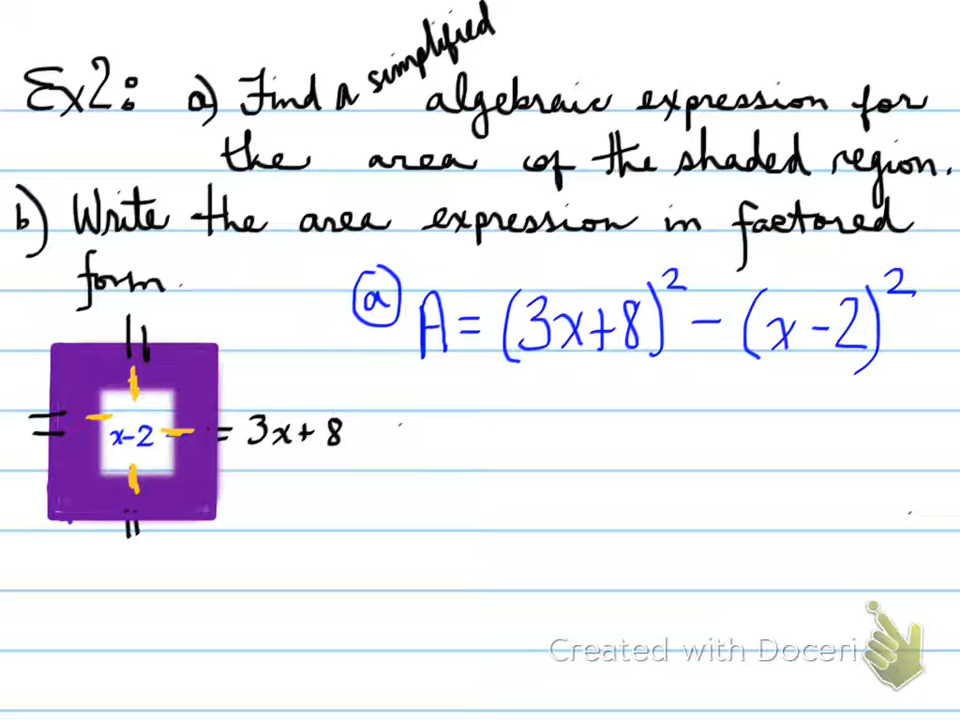 Ex2: a) Find a simplified algebraic expression for
the area of the shaded region.
b) Write the area expression in factored
form.
(a) A = (3x+8)² - (x-2)²
x-2
3x+8
Created with Doceri